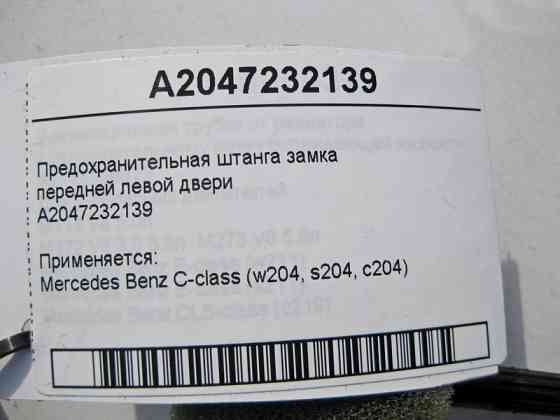 A2047232139
Предохранительная штанга замка
передней левой двери
A2047232139
Применяется:
Mercedes Benz C-class (w204, s204, c204)